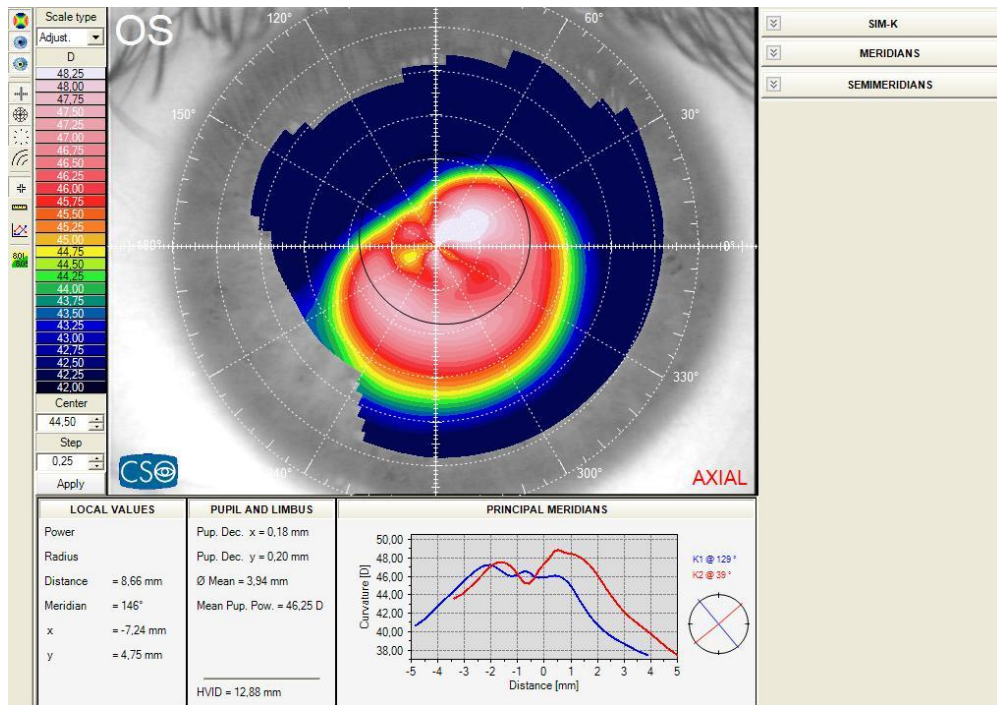 Scale type
Adjust.
D
48,25
48,00
47,75
47,50
47,25
47,00
46,75
46,50
46,25
46,00
45,75
45,50
45,25
45,00
44,75
44,50
44,25
44,00
43,75
43,50
43,25
43,00
42,75
42,50
42,25
42,00
Center
44,50
Step
0,25
Apply
OS
120°
60°
150°
30°
180°
0°
330°
240°
300°
CSO
AXIAL
SIM-K
MERIDIANS
SEMIMERIDIANS
LOCAL VALUES
Power
Radius
Distance = 8,66 mm
Meridian = 146°
x = -7,24 mm
y = 4,75 mm
PUPIL AND LIMBUS
Pup. Dec. x = 0,18 mm
Pup. Dec. y = 0,20 mm
Ø Mean = 3,94 mm
Mean Pup. Pow. = 46,25 D
HVID = 12,88 mm
PRINCIPAL MERIDIANS
Curvature [D]
50,00
48,00
46,00
44,00
42,00
40,00
38,00
-5 -4 -3 -2 -1 0 1 2 3 4 5
Distance [mm]
K1 @ 129 °
K2 @ 39 °